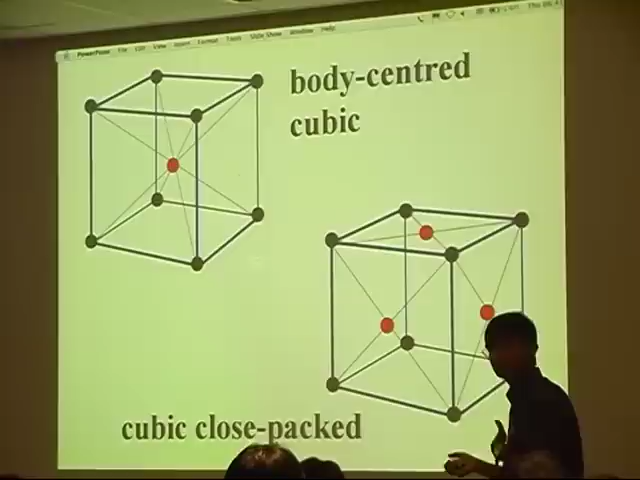 PowerPoint File Edit View Insert Format Tools Slide Show Window Help
body-centred
cubic
cubic close-packed